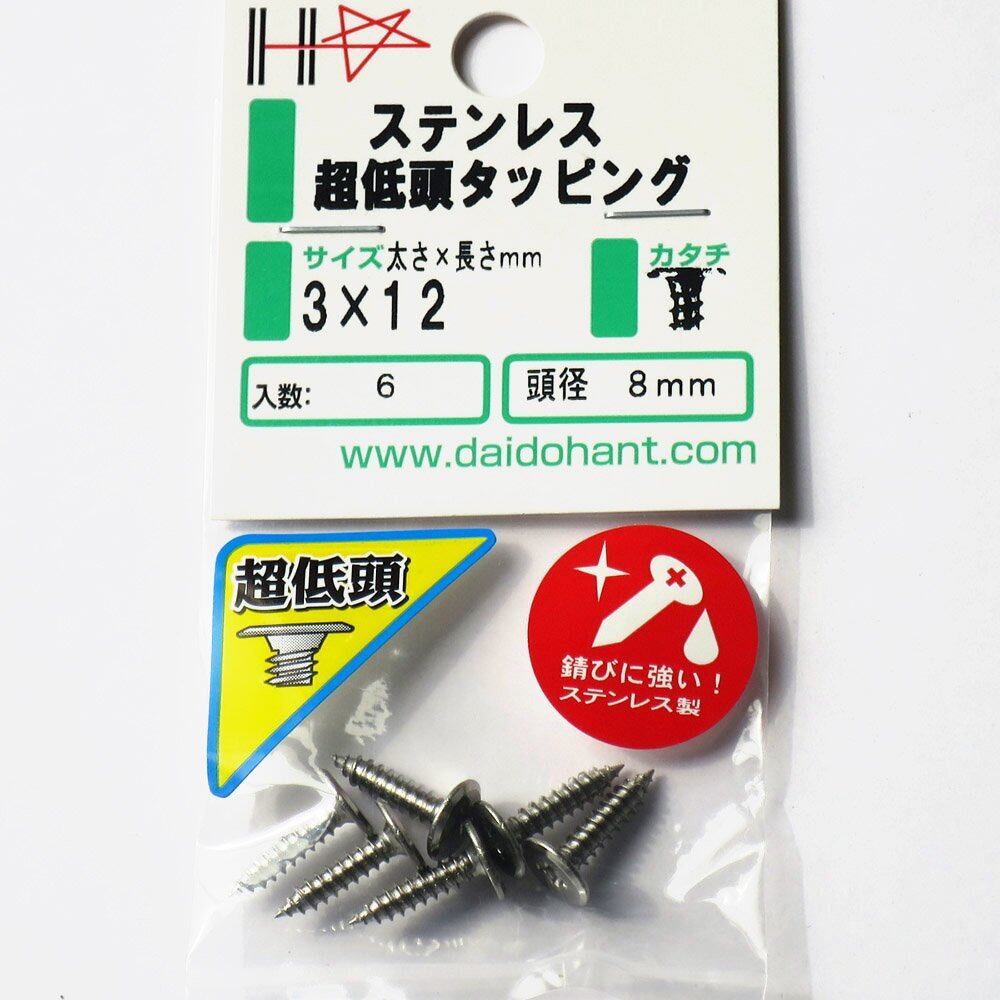 H
ステンレス
超低頭タッピング
サイズ太さ×長さmm
カタチ
3×12
入数: 6
頭径 8mm
www.daidohant.com
超低頭
錆びに強い!
ステンレス製